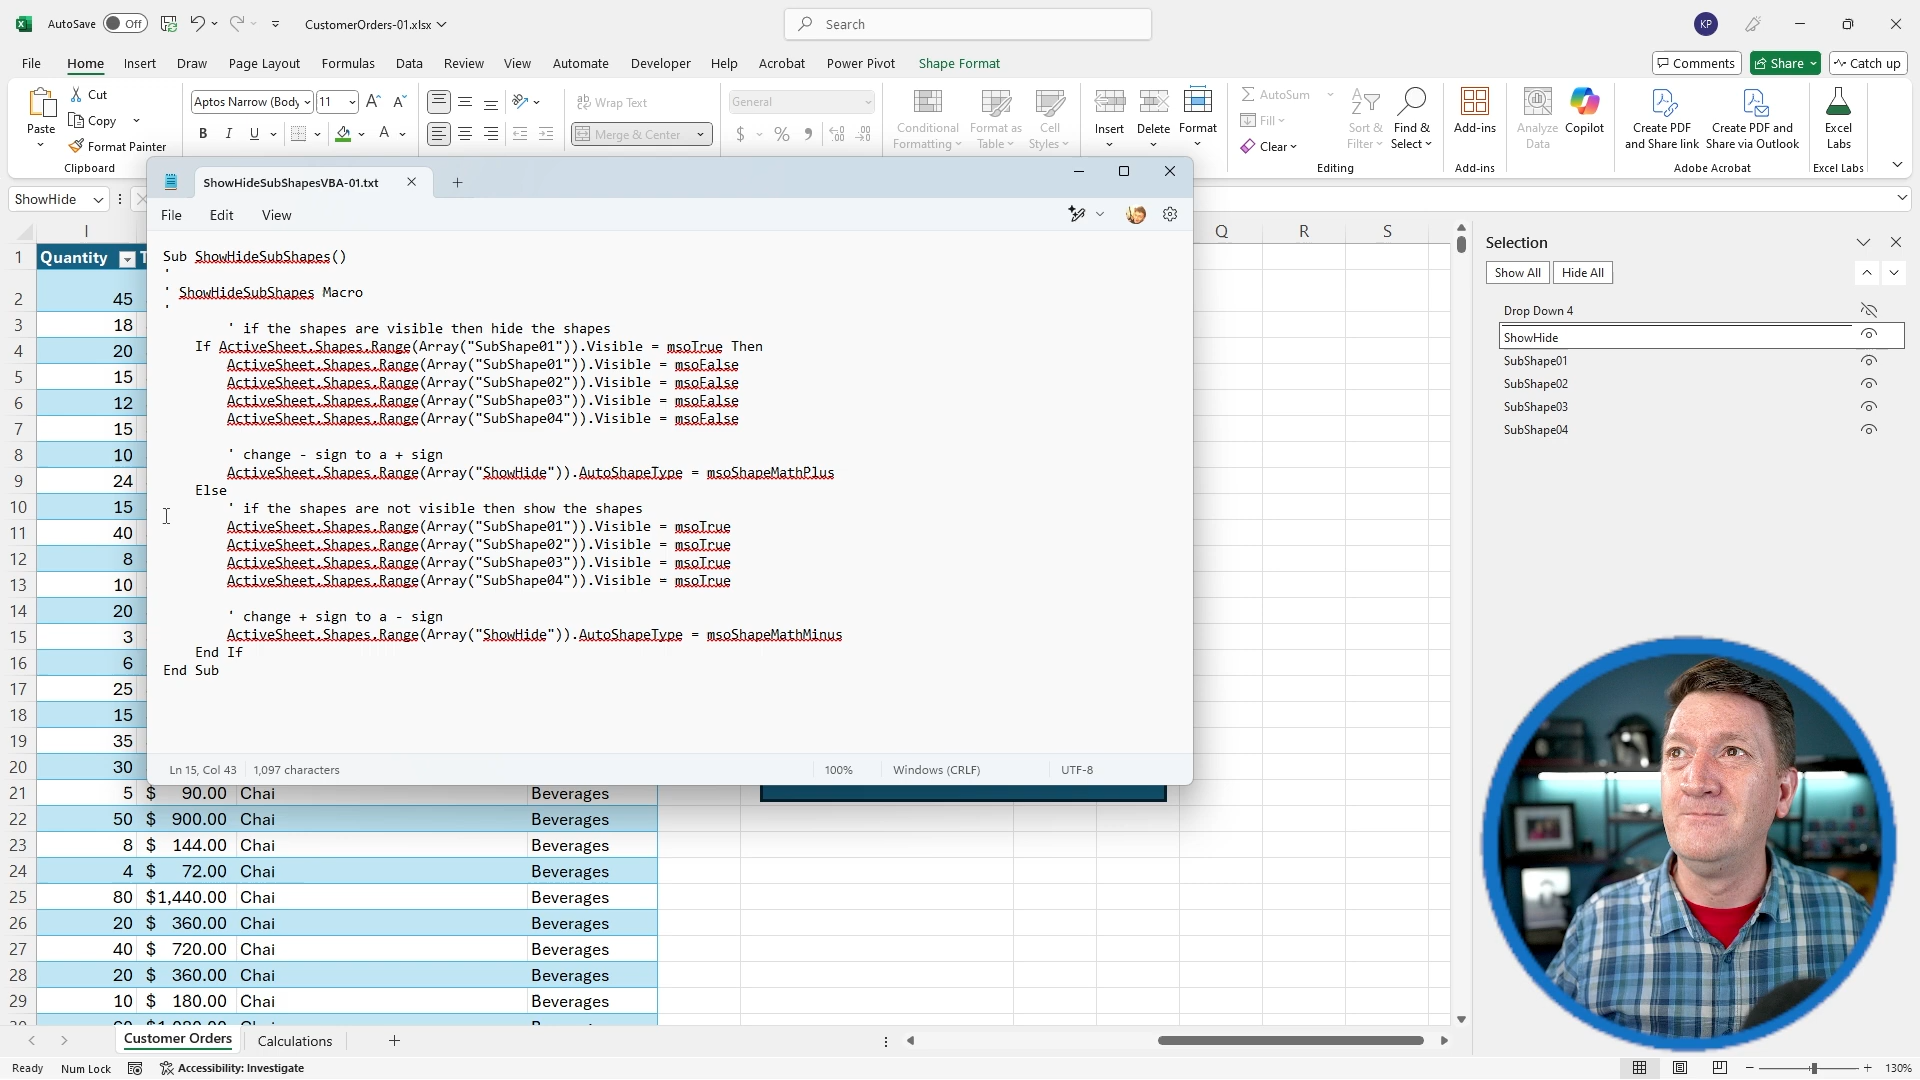 AutoSave Off CustomerOrders-01.xlsx Search KP
File Home Insert Draw Page Layout Formulas Data Review View Automate Developer Help Acrobat Power Pivot Shape Format Comments Share Catch up
Paste Cut Copy Format Painter Clipboard
Aptos Narrow (Body 11 B I U
Wrap Text Merge & Center
General $ % 9
Conditional Formatting Format as Table Cell Styles
Insert Delete Format
AutoSum Fill Clear Sort & Filter Find & Select Editing
Add-ins Add-ins
Analyze Data Copilot
Create PDF and Share link Create PDF and Share via Outlook Adobe Acrobat
Excel Labs Excel Labs
ShowHide
ShowHideSubShapesVBA-01.txt
File Edit View
Sub ShowHideSubShapes()
'
' ShowHideSubShapes Macro
'
' if the shapes are visible then hide the shapes
If ActiveSheet.Shapes.Range(Array("SubShape01")).Visible = msoTrue Then
ActiveSheet.Shapes.Range(Array("SubShape01")).Visible = msoFalse
ActiveSheet.Shapes.Range(Array("SubShape02")).Visible = msoFalse
ActiveSheet.Shapes.Range(Array("SubShape03")).Visible = msoFalse
ActiveSheet.Shapes.Range(Array("SubShape04")).Visible = msoFalse
' change - sign to a + sign
ActiveSheet.Shapes.Range(Array("ShowHide")).AutoShapeType = msoShapeMathPlus
Else
' if the shapes are not visible then show the shapes
ActiveSheet.Shapes.Range(Array("SubShape01")).Visible = msoTrue
ActiveSheet.Shapes.Range(Array("SubShape02")).Visible = msoTrue
ActiveSheet.Shapes.Range(Array("SubShape03")).Visible = msoTrue
ActiveSheet.Shapes.Range(Array("SubShape04")).Visible = msoTrue
' change + sign to a - sign
ActiveSheet.Shapes.Range(Array("ShowHide")).AutoShapeType = msoShapeMathMinus
End If
End Sub
Ln 15, Col 43 1,097 characters 100% Windows (CRLF) UTF-8
I Q R S
1 Quantity T
2 45
3 18
4 20
5 15
6 12
7 15
8 10
9 24
10 15
11 40
12 8
13 10
14 20
15 3
16 6
17 25
18 15
19 35
20 30
21 5 $ 90.00 Chai Beverages
22 50 $ 900.00 Chai Beverages
23 8 $ 144.00 Chai Beverages
24 4 $ 72.00 Chai Beverages
25 80 $1,440.00 Chai Beverages
26 20 $ 360.00 Chai Beverages
27 40 $ 720.00 Chai Beverages
28 20 $ 360.00 Chai Beverages
29 10 $ 180.00 Chai Beverages
Selection
Show All Hide All
Drop Down 4
ShowHide
SubShape01
SubShape02
SubShape03
SubShape04
Customer Orders Calculations
Ready Num Lock Accessibility: Investigate 130%